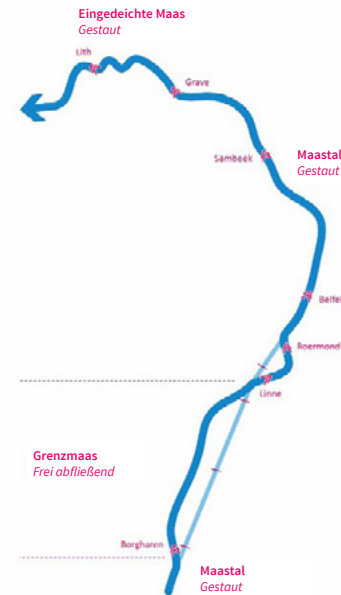 Eingedeichte Maas
Gestaut
Lith
Grave
Sambeek
Maastal
Gestaut
Belfeld
Roermond
Linne
Grenzmaas
Frei abfließend
Borgharen
Maastal
Gestaut